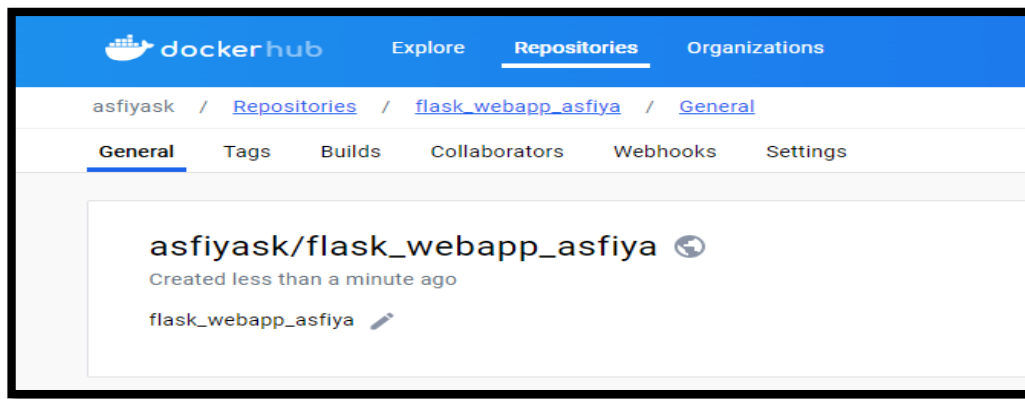 dockerhub Explore Repositories Organizations
asfiyask / Repositories / flask_webapp_asfiya / General
General Tags Builds Collaborators Webhooks Settings
asfiyask/flask_webapp_asfiya
Created less than a minute ago
flask_webapp_asfiya